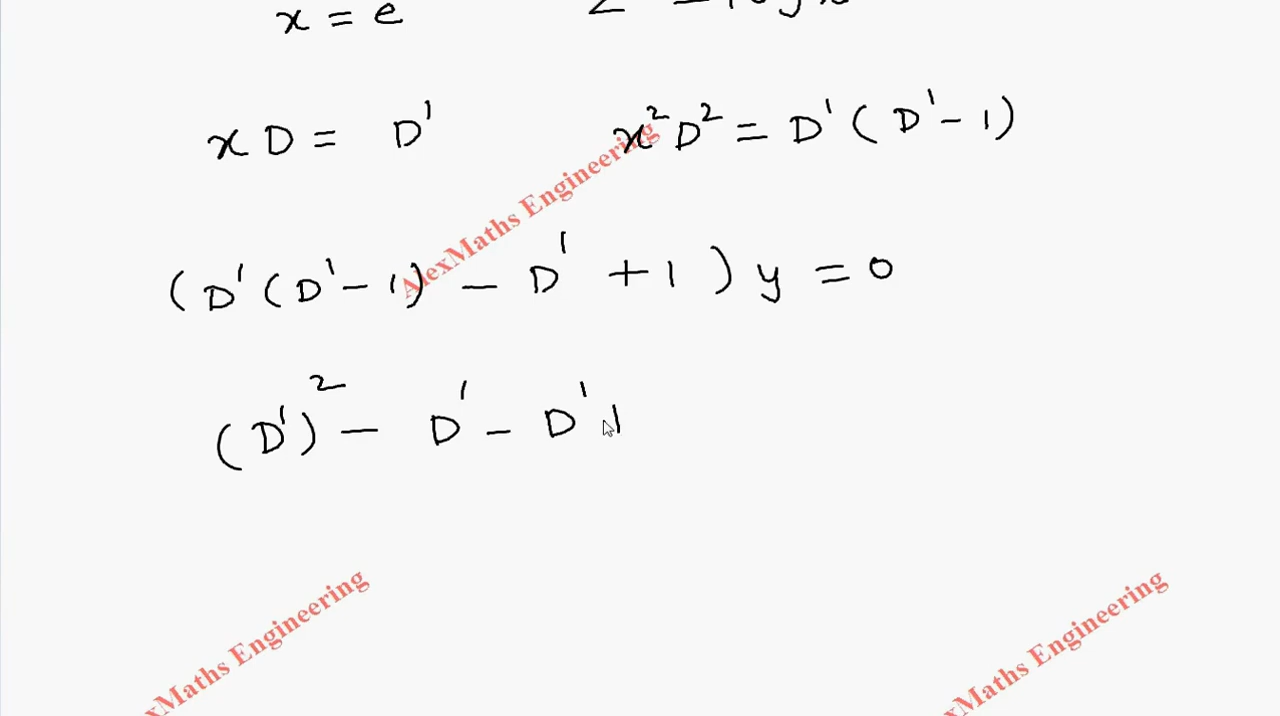 x = e
xD = D' x²D² = D'(D'-1)
(D'(D'-1) - D' + 1) y = 0
(D')² - D' - D'
AlexMaths Engineering
AlexMaths Engineering
AlexMaths Engineering